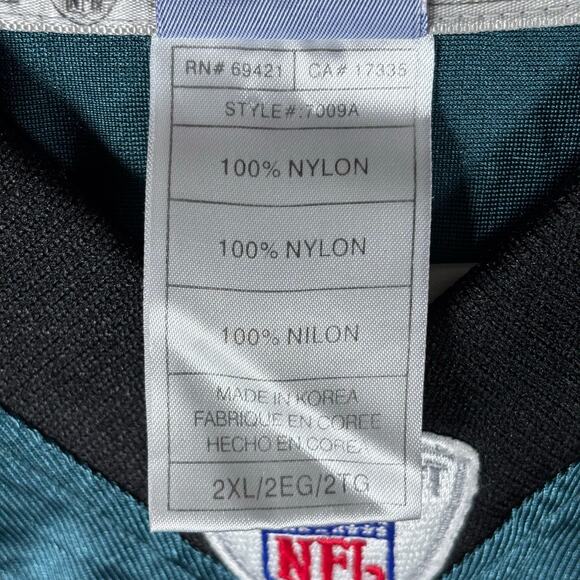 RN# 69421 CA# 17335
STYLE#:7009A
100% NYLON
100% NYLON
100% NILON
MADE IN KOREA
FABRIQUE EN COREE
HECHO EN CORE
2XL/2EG/2TG
NFL